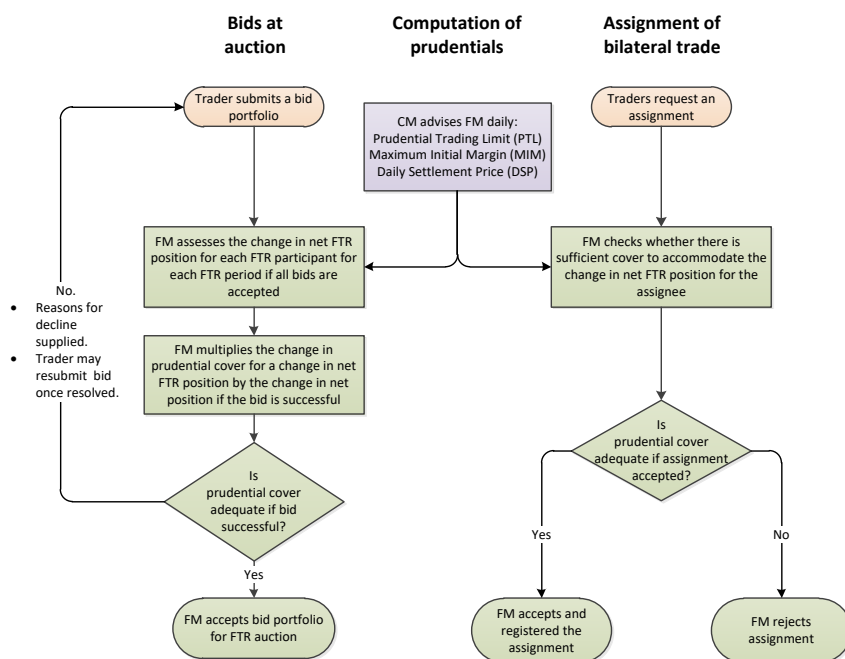 Bids at
auction
Computation of
prudentials
Assignment of
bilateral trade
Trader submits a bid
portfolio
CM advises FM daily:
Prudential Trading Limit (PTL)
Maximum Initial Margin (MIM)
Daily Settlement Price (DSP)
Traders request an
assignment
FM assesses the change in net FTR
position for each FTR participant for
each FTR period if all bids are
accepted
FM checks whether there is
sufficient cover to accommodate the
change in net FTR position for the
assignee
No.
• Reasons for
decline
supplied.
• Trader may
resubmit bid
once resolved.
FM multiplies the change in
prudential cover for a change in net
FTR position by the change in net
position if the bid is successful
Is
prudential cover
adequate if bid
successful?
Is
prudential cover
adequate if assignment
accepted?
Yes
No
Yes
FM accepts bid portfolio
for FTR auction
FM accepts and
registered the
assignment
FM rejects
assignment